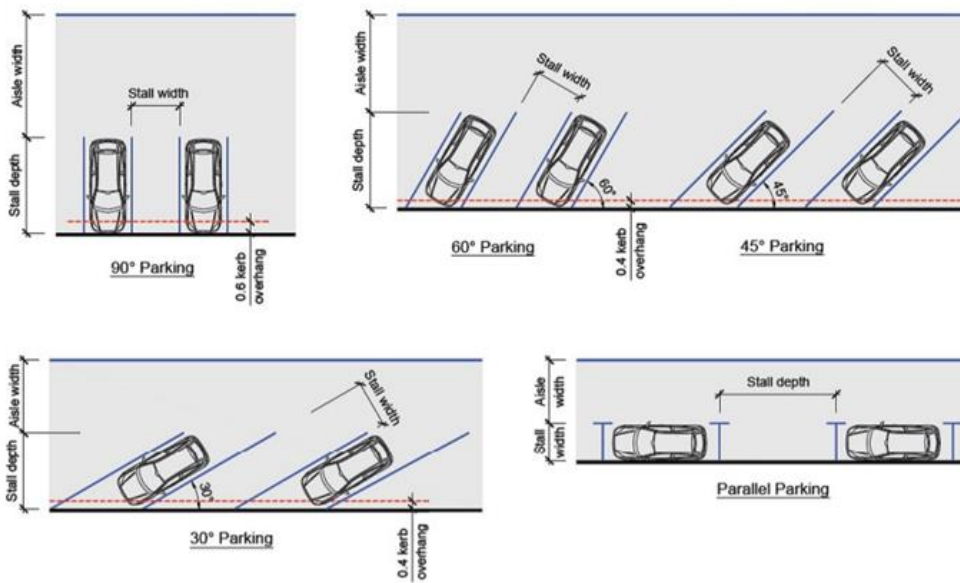 Aisle width
Stall depth
Stall width
0.6 kerb
overhang
90° Parking
Aisle width
Stall depth
Stall width
60°
0.4 kerb
overhang
60° Parking
Stall width
45°
45° Parking
Aisle width
Stall depth
Stall width
30°
0.4 kerb
overhang
30° Parking
Aisle
width
Stall
width
Stall depth
Parallel Parking